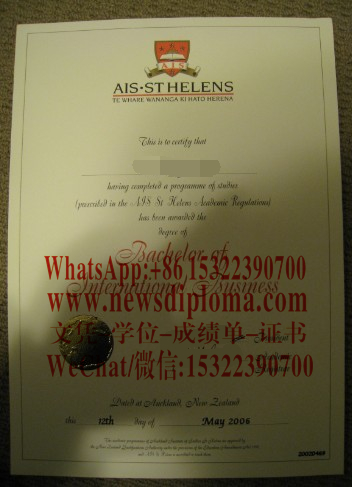 AIS
AIS•ST HELENS
TE WHARE WANANGA KI HATO HERENA
This is to certify that
having completed a programme of studies
(prescribed in the AIS St Helens Academic Regulations)
has been awarded the
degree of
Bachelor of
WhatsApp:+86 15322390700
International Business
www.newsdiploma.com
文凭-学位-成绩单-证书
WeChat/微信:15322390700
Dated at Auckland, New Zealand
this 12th day of May 2006